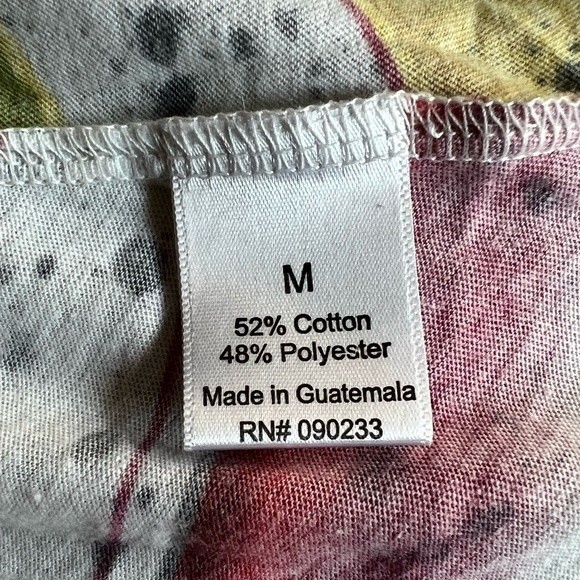 M
52% Cotton
48% Polyester
Made in Guatemala
RN# 090233